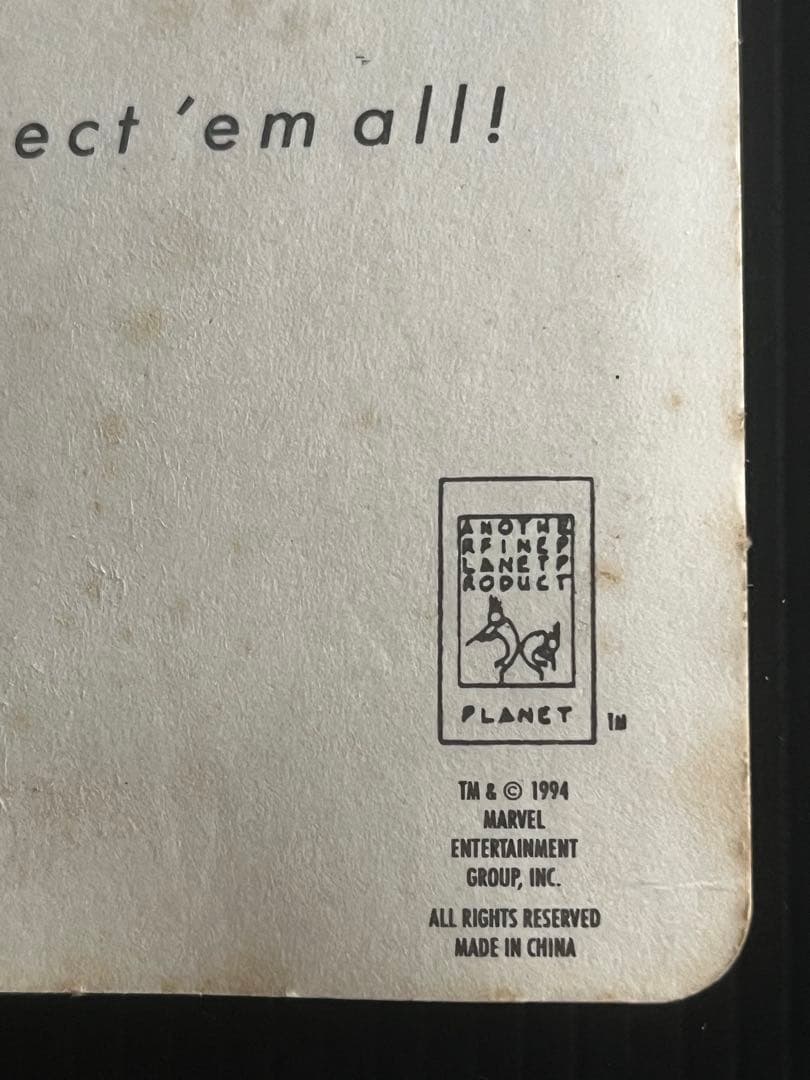 ect 'em all!
ANOTHE
RFINEP
LANETP
RODUCT
PLANET TM
TM & © 1994
MARVEL
ENTERTAINMENT
GROUP, INC.
ALL RIGHTS RESERVED
MADE IN CHINA